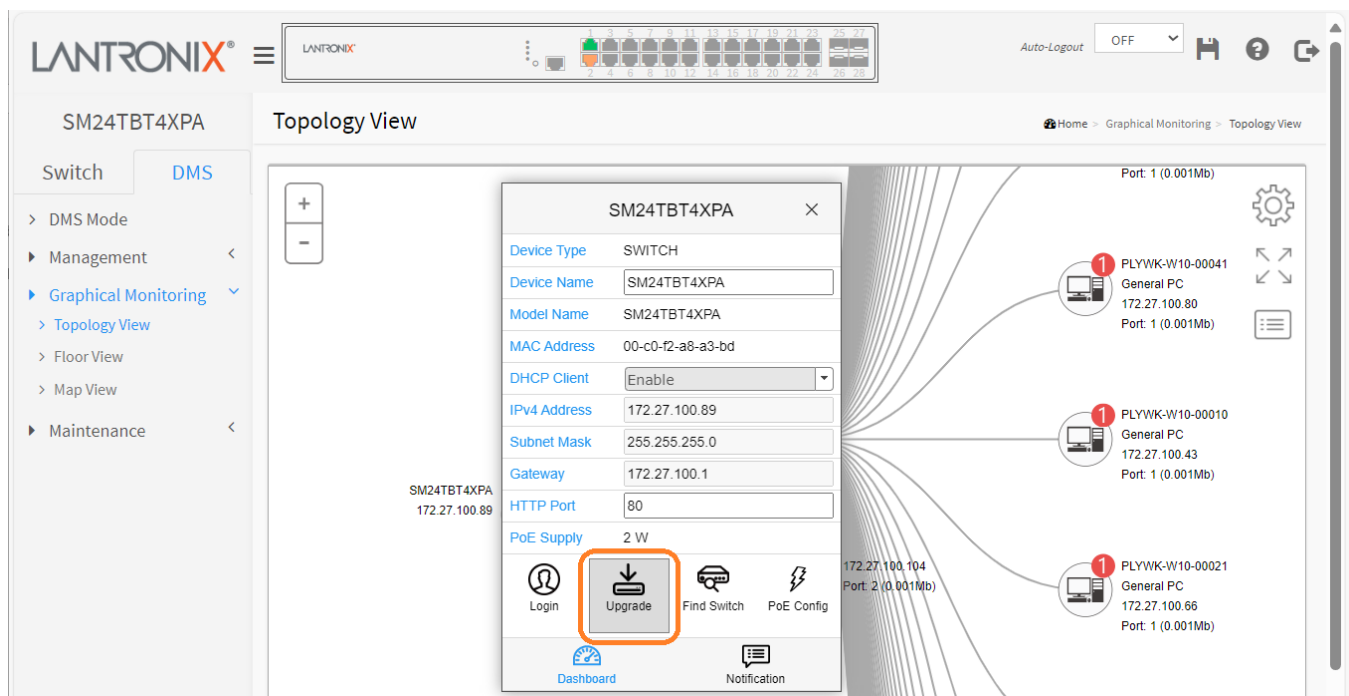 LANTRONIX®
LANTRONIX
1 3 5 7 9 11 13 15 17 19 21 23 25 27
2 4 6 8 10 12 14 16 18 20 22 24 26 28
Auto-Logout
OFF
SM24TBT4XPA
Switch
DMS
> DMS Mode
Management
Graphical Monitoring
> Topology View
> Floor View
> Map View
Maintenance
Topology View
Home > Graphical Monitoring > Topology View
+
-
SM24TBT4XPA
172.27.100.89
SM24TBT4XPA
Device Type SWITCH
Device Name SM24TBT4XPA
Model Name SM24TBT4XPA
MAC Address 00-c0-f2-a8-a3-bd
DHCP Client Enable
IPv4 Address 172.27.100.89
Subnet Mask 255.255.255.0
Gateway 172.27.100.1
HTTP Port 80
PoE Supply 2 W
Login
Upgrade
Find Switch
PoE Config
Dashboard
Notification
172.27.100.104
Port: 2 (0.001Mb)
Port: 1 (0.001Mb)
1
PLYWK-W10-00041
General PC
172.27.100.80
Port: 1 (0.001Mb)
1
PLYWK-W10-00010
General PC
172.27.100.43
Port: 1 (0.001Mb)
1
PLYWK-W10-00021
General PC
172.27.100.66
Port: 1 (0.001Mb)